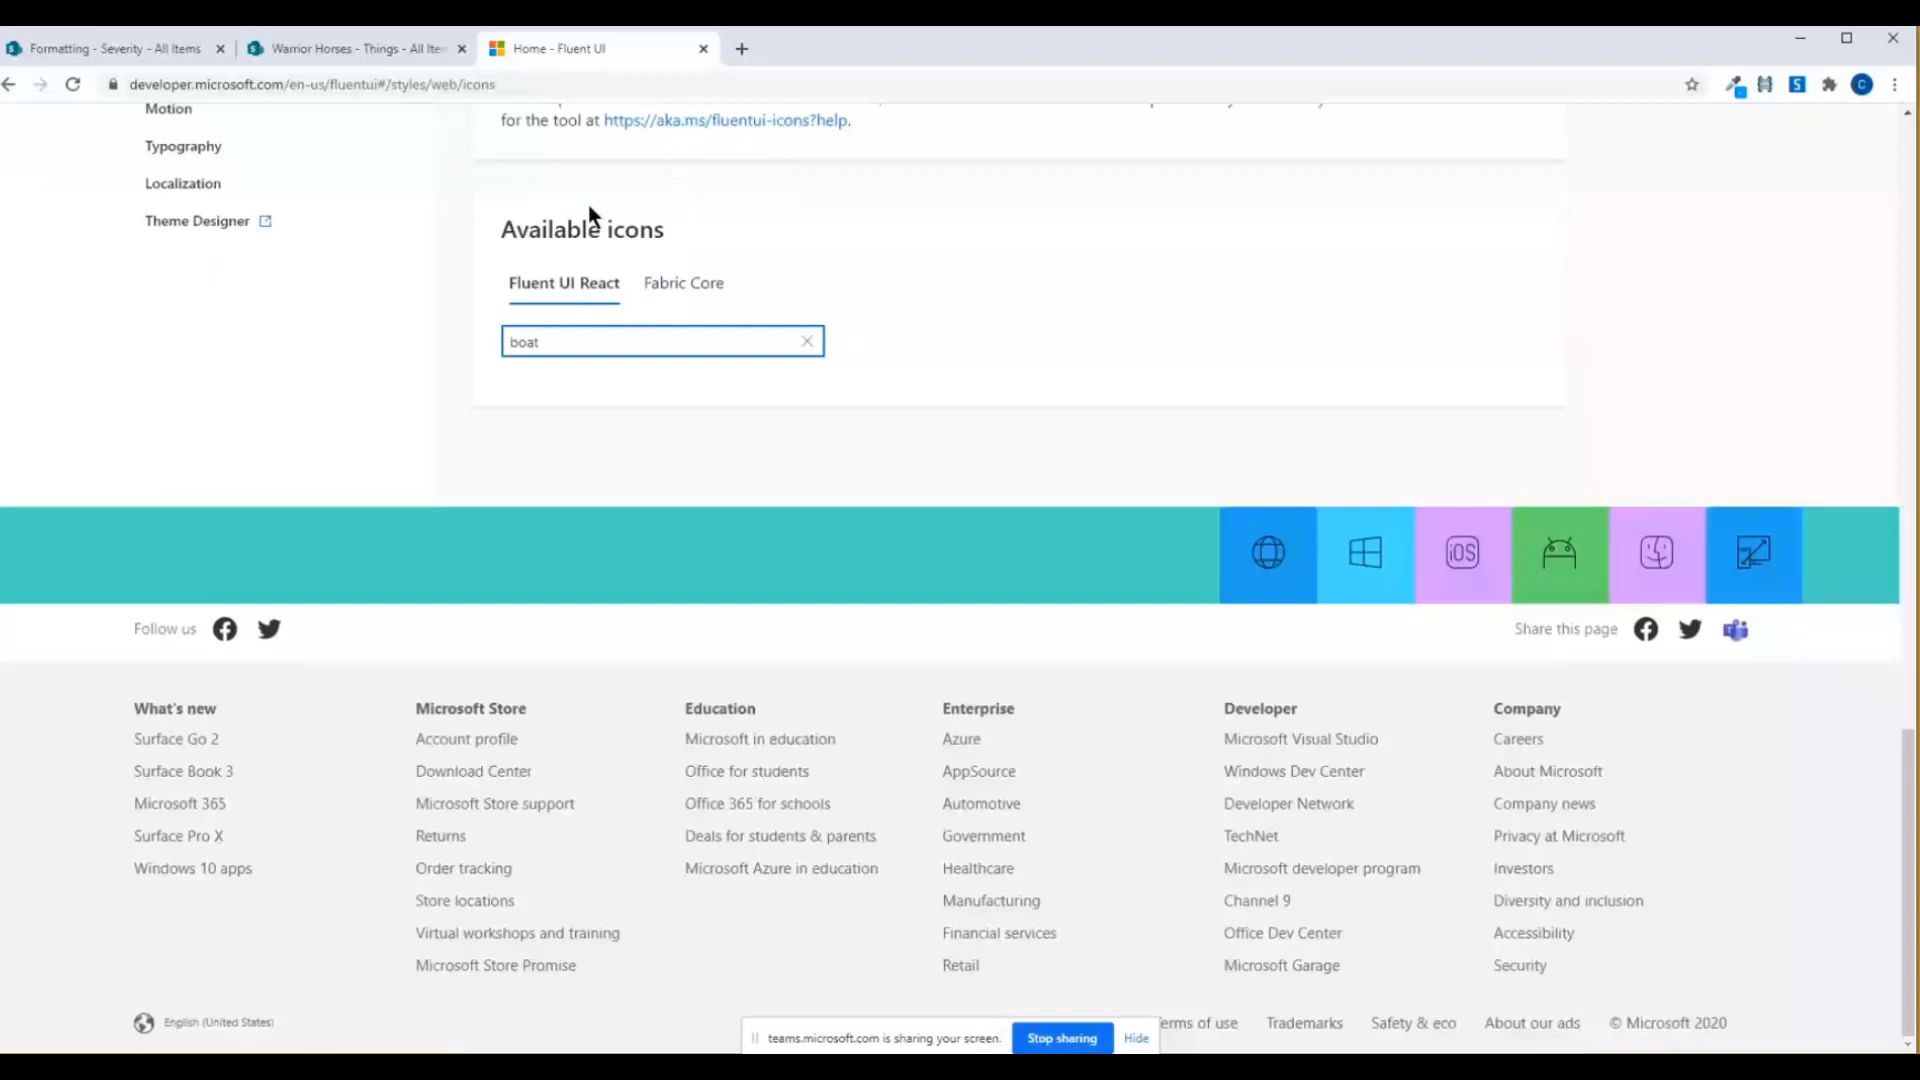 Formatting - Severity - All Items
Warrior Horses - Things - All Ite
Home - Fluent UI
developer.microsoft.com/en-us/fluentui#/styles/web/icons
S
C
Motion
Typography
Localization
Theme Designer
for the tool at https://aka.ms/fluentui-icons?help.
Available icons
Fluent UI React
Fabric Core
boat
iOS
Follow us
Share this page
What's new
Surface Go 2
Surface Book 3
Microsoft 365
Surface Pro X
Windows 10 apps
Microsoft Store
Account profile
Download Center
Microsoft Store support
Returns
Order tracking
Store locations
Virtual workshops and training
Microsoft Store Promise
Education
Microsoft in education
Office for students
Office 365 for schools
Deals for students & parents
Microsoft Azure in education
Enterprise
Azure
AppSource
Automotive
Government
Healthcare
Manufacturing
Financial services
Retail
Developer
Microsoft Visual Studio
Windows Dev Center
Developer Network
TechNet
Microsoft developer program
Channel 9
Office Dev Center
Microsoft Garage
Company
Careers
About Microsoft
Company news
Privacy at Microsoft
Investors
Diversity and inclusion
Accessibility
Security
English (United States)
teams.microsoft.com is sharing your screen.
Stop sharing
Hide
erms of use
Trademarks
Safety & eco
About our ads
© Microsoft 2020